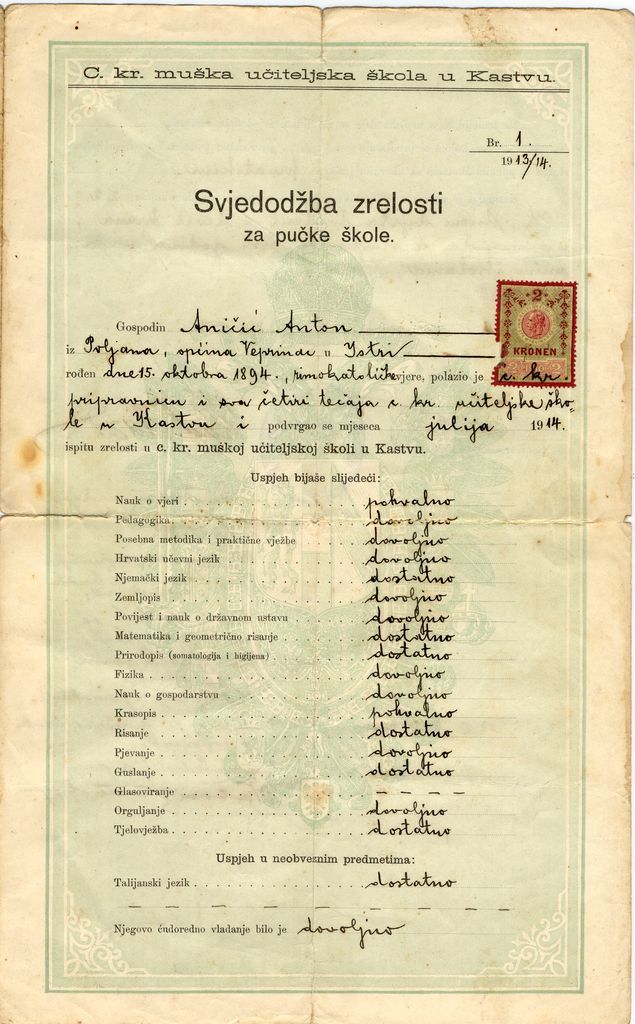 C. kr. muška učiteljska škola u Kastvu.
Br. 1.
1913/14.
Svjedodžba zrelosti
za pučke škole.
2
KRONEN
Gospodin Aničić Anton
iz Poljana, općina Veprinac u Istri
rođen dne 15. oktobra 1894., rimokatoličke vjere, polazio je c. kr.
pripravnicu i sva četiri tečaja c. kr. učiteljske ško-
le u Kastvu i podvrgao se mjeseca julija 1914.
ispitu zrelosti u c. kr. muškoj učiteljskoj školi u Kastvu.
Uspjeh bijaše slijedeći:
Nauk o vjeri pohvalno
Pedagogika dovoljno
Posebna metodika i praktične vježbe dovoljno
Hrvatski učevni jezik dovoljno
Njemački jezik dostatno
Zemljopis dovoljno
Povijest i nauk o državnom ustavu dovoljno
Matematika i geometrično risanje dostatno
Prirodopis (somatologija i higijena) dostatno
Fizika dovoljno
Nauk o gospodarstvu dovoljno
Krasopis pohvalno
Risanje dostatno
Pjevanje dovoljno
Guslanje dostatno
Glasoviranje – – – –
Orguljanje dovoljno
Tjelovježba dostatno
Uspjeh u neobveznim predmetima:
Talijanski jezik dostatno
Njegovo ćudoredno vladanje bilo je dovoljno